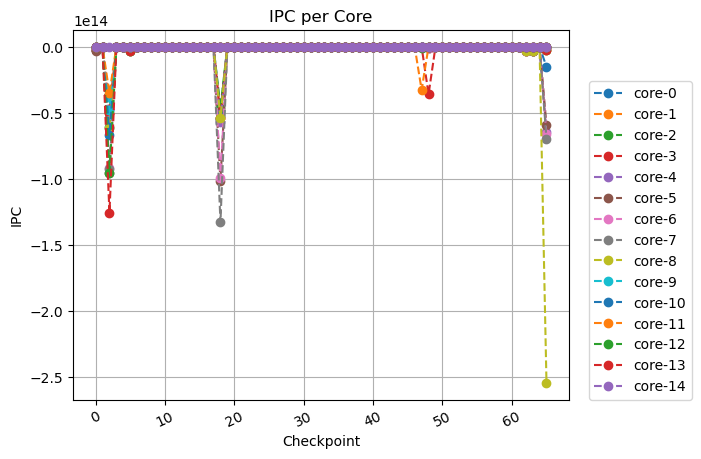 IPC per Core
1e14
0.0
−0.5
−1.0
−1.5
−2.0
−2.5
IPC
0 10 20 30 40 50 60
Checkpoint
core-0
core-1
core-2
core-3
core-4
core-5
core-6
core-7
core-8
core-9
core-10
core-11
core-12
core-13
core-14